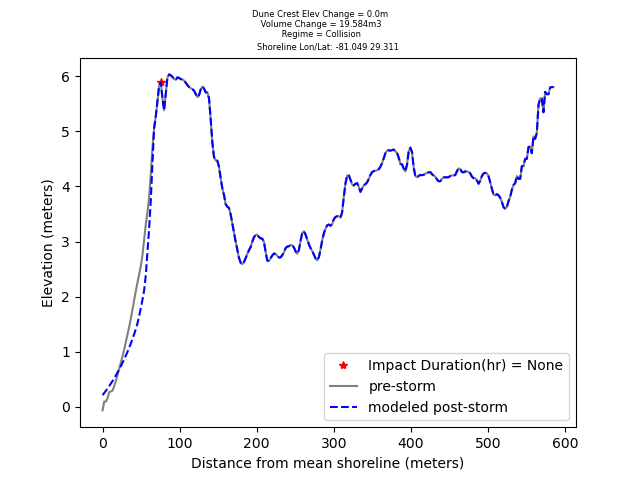 Dune Crest Elev Change = 0.0m
Volume Change = 19.584m3
Regime = Collision
Shoreline Lon/Lat: -81.049 29.311
6
5
4
3
2
1
0
Elevation (meters)
Impact Duration(hr) = None
pre-storm
modeled post-storm
0 100 200 300 400 500 600
Distance from mean shoreline (meters)